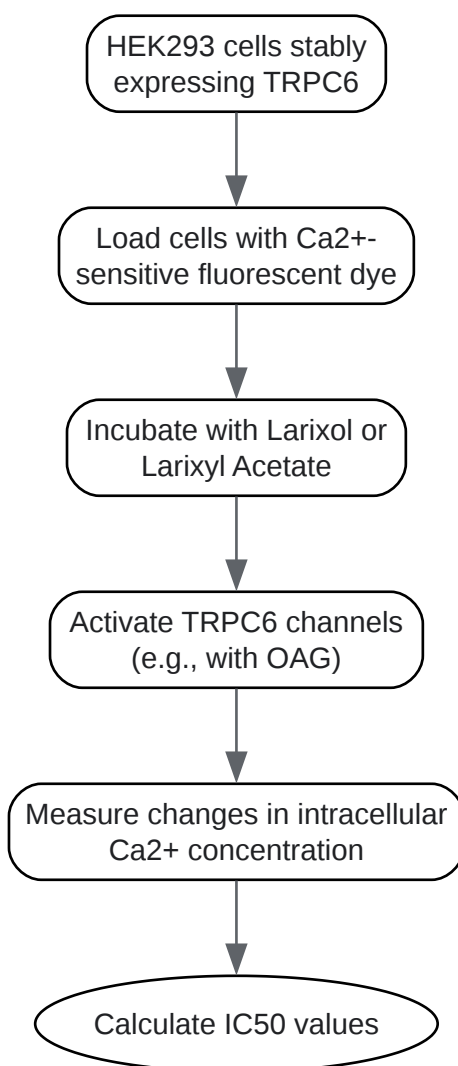 HEK293 cells stably
expressing TRPC6
Load cells with Ca2+-
sensitive fluorescent dye
Incubate with Larixol or
Larixyl Acetate
Activate TRPC6 channels
(e.g., with OAG)
Measure changes in intracellular
Ca2+ concentration
Calculate IC50 values